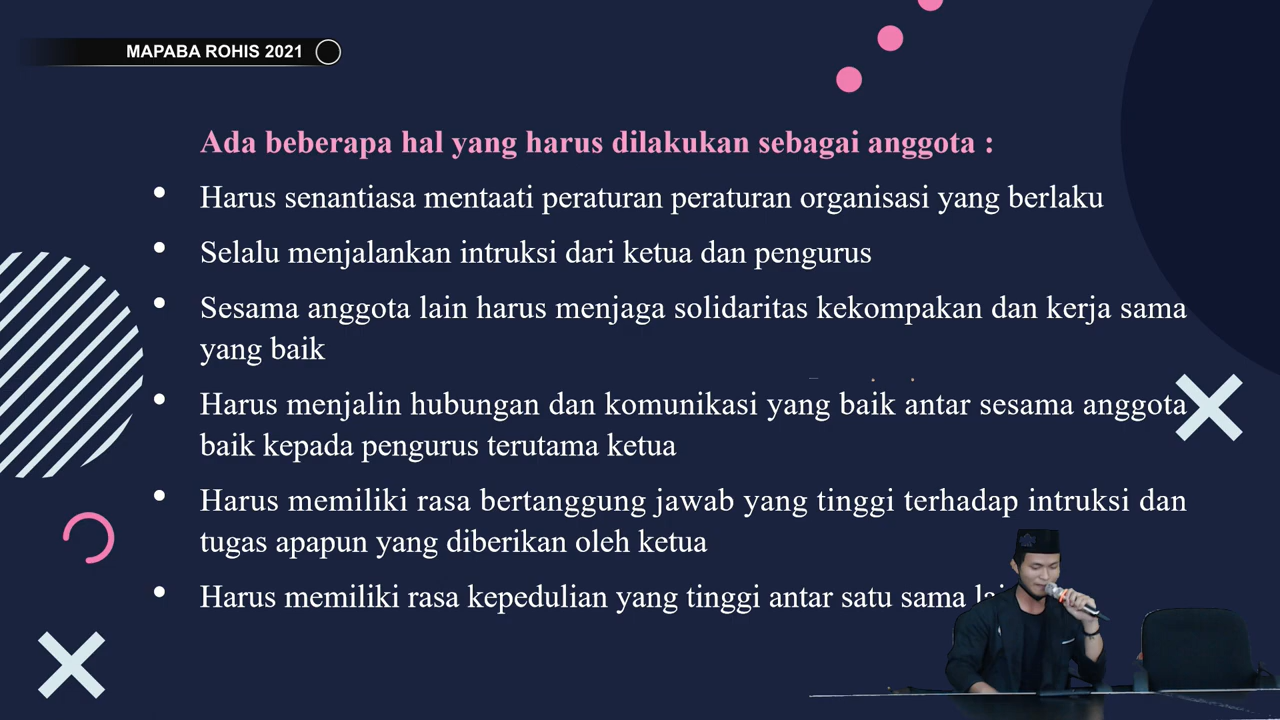 MAPABA ROHIS 2021
Ada beberapa hal yang harus dilakukan sebagai anggota :
• Harus senantiasa mentaati peraturan peraturan organisasi yang berlaku
• Selalu menjalankan intruksi dari ketua dan pengurus
• Sesama anggota lain harus menjaga solidaritas kekompakan dan kerja sama
yang baik
• Harus menjalin hubungan dan komunikasi yang baik antar sesama anggota
baik kepada pengurus terutama ketua
• Harus memiliki rasa bertanggung jawab yang tinggi terhadap intruksi dan
tugas apapun yang diberikan oleh ketua
• Harus memiliki rasa kepedulian yang tinggi antar satu sama